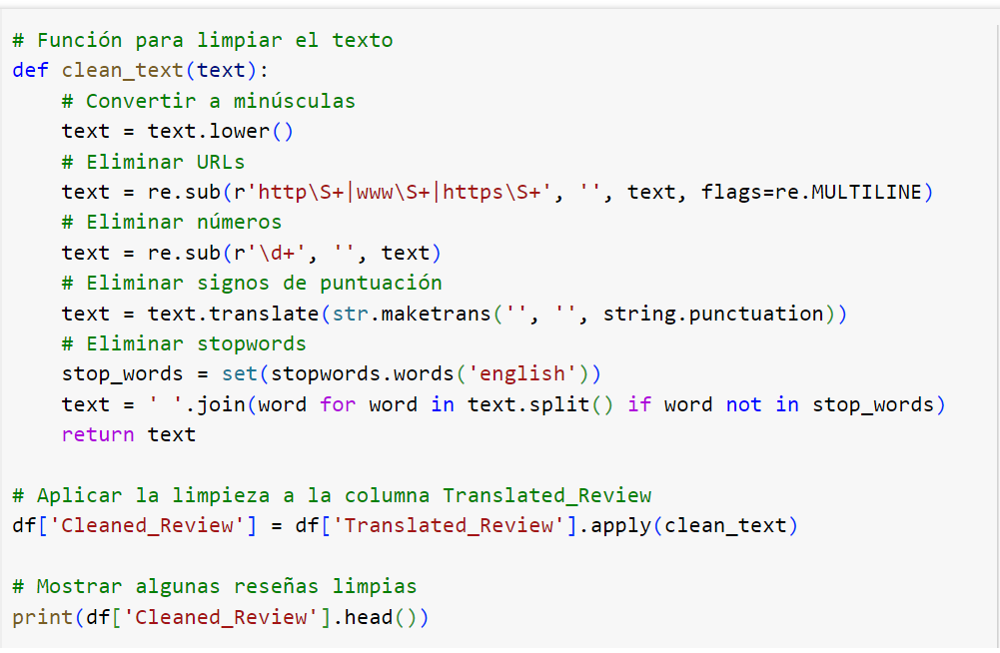 # Función para limpiar el texto
def clean_text(text):
    # Convertir a minúsculas
    text = text.lower()
    # Eliminar URLs
    text = re.sub(r'http\S+|www\S+|https\S+', '', text, flags=re.MULTILINE)
    # Eliminar números
    text = re.sub(r'\d+', '', text)
    # Eliminar signos de puntuación
    text = text.translate(str.maketrans('', '', string.punctuation))
    # Eliminar stopwords
    stop_words = set(stopwords.words('english'))
    text = ' '.join(word for word in text.split() if word not in stop_words)
    return text

# Aplicar la limpieza a la columna Translated_Review
df['Cleaned_Review'] = df['Translated_Review'].apply(clean_text)

# Mostrar algunas reseñas limpias
print(df['Cleaned_Review'].head())